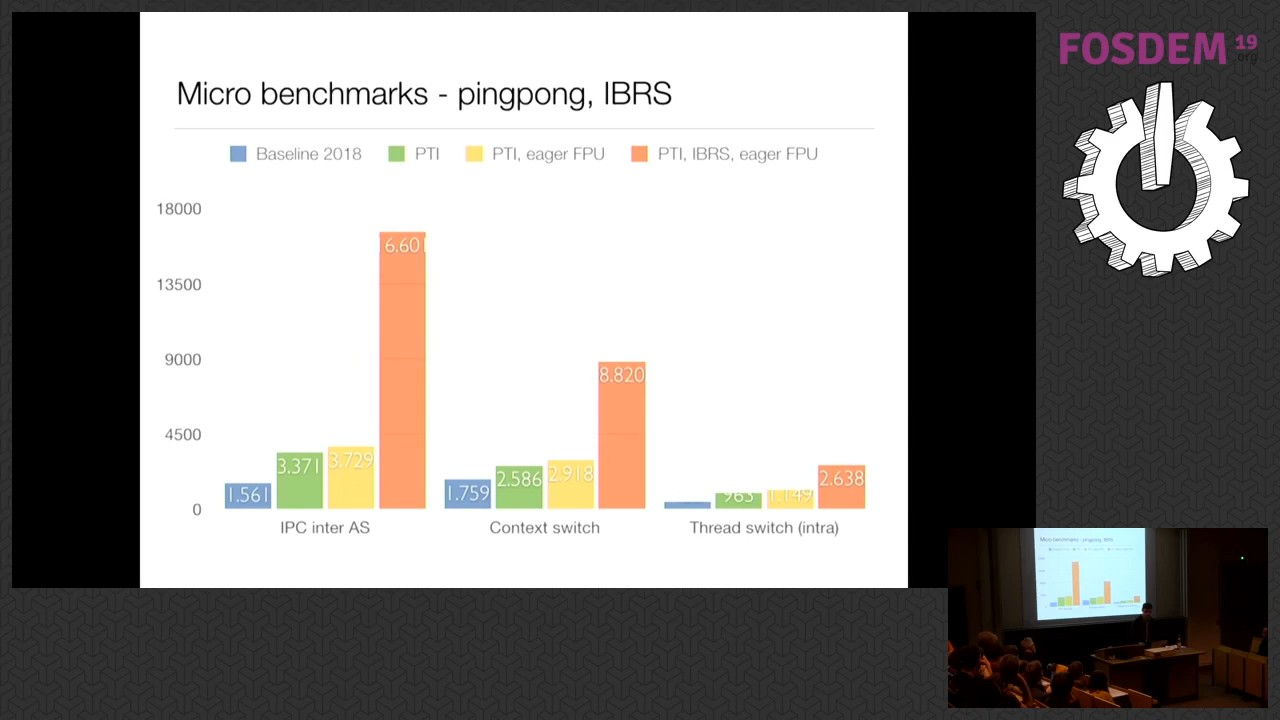 FOSDEM 19
.org
Micro benchmarks - pingpong, IBRS
Baseline 2018 PTI PTI, eager FPU PTI, IBRS, eager FPU
18000
13500
9000
4500
0
6.60
1.561 3.371 3.729
1.759 2.586 2.918 8.820
963 1.149 2.638
IPC inter AS Context switch Thread switch (intra)